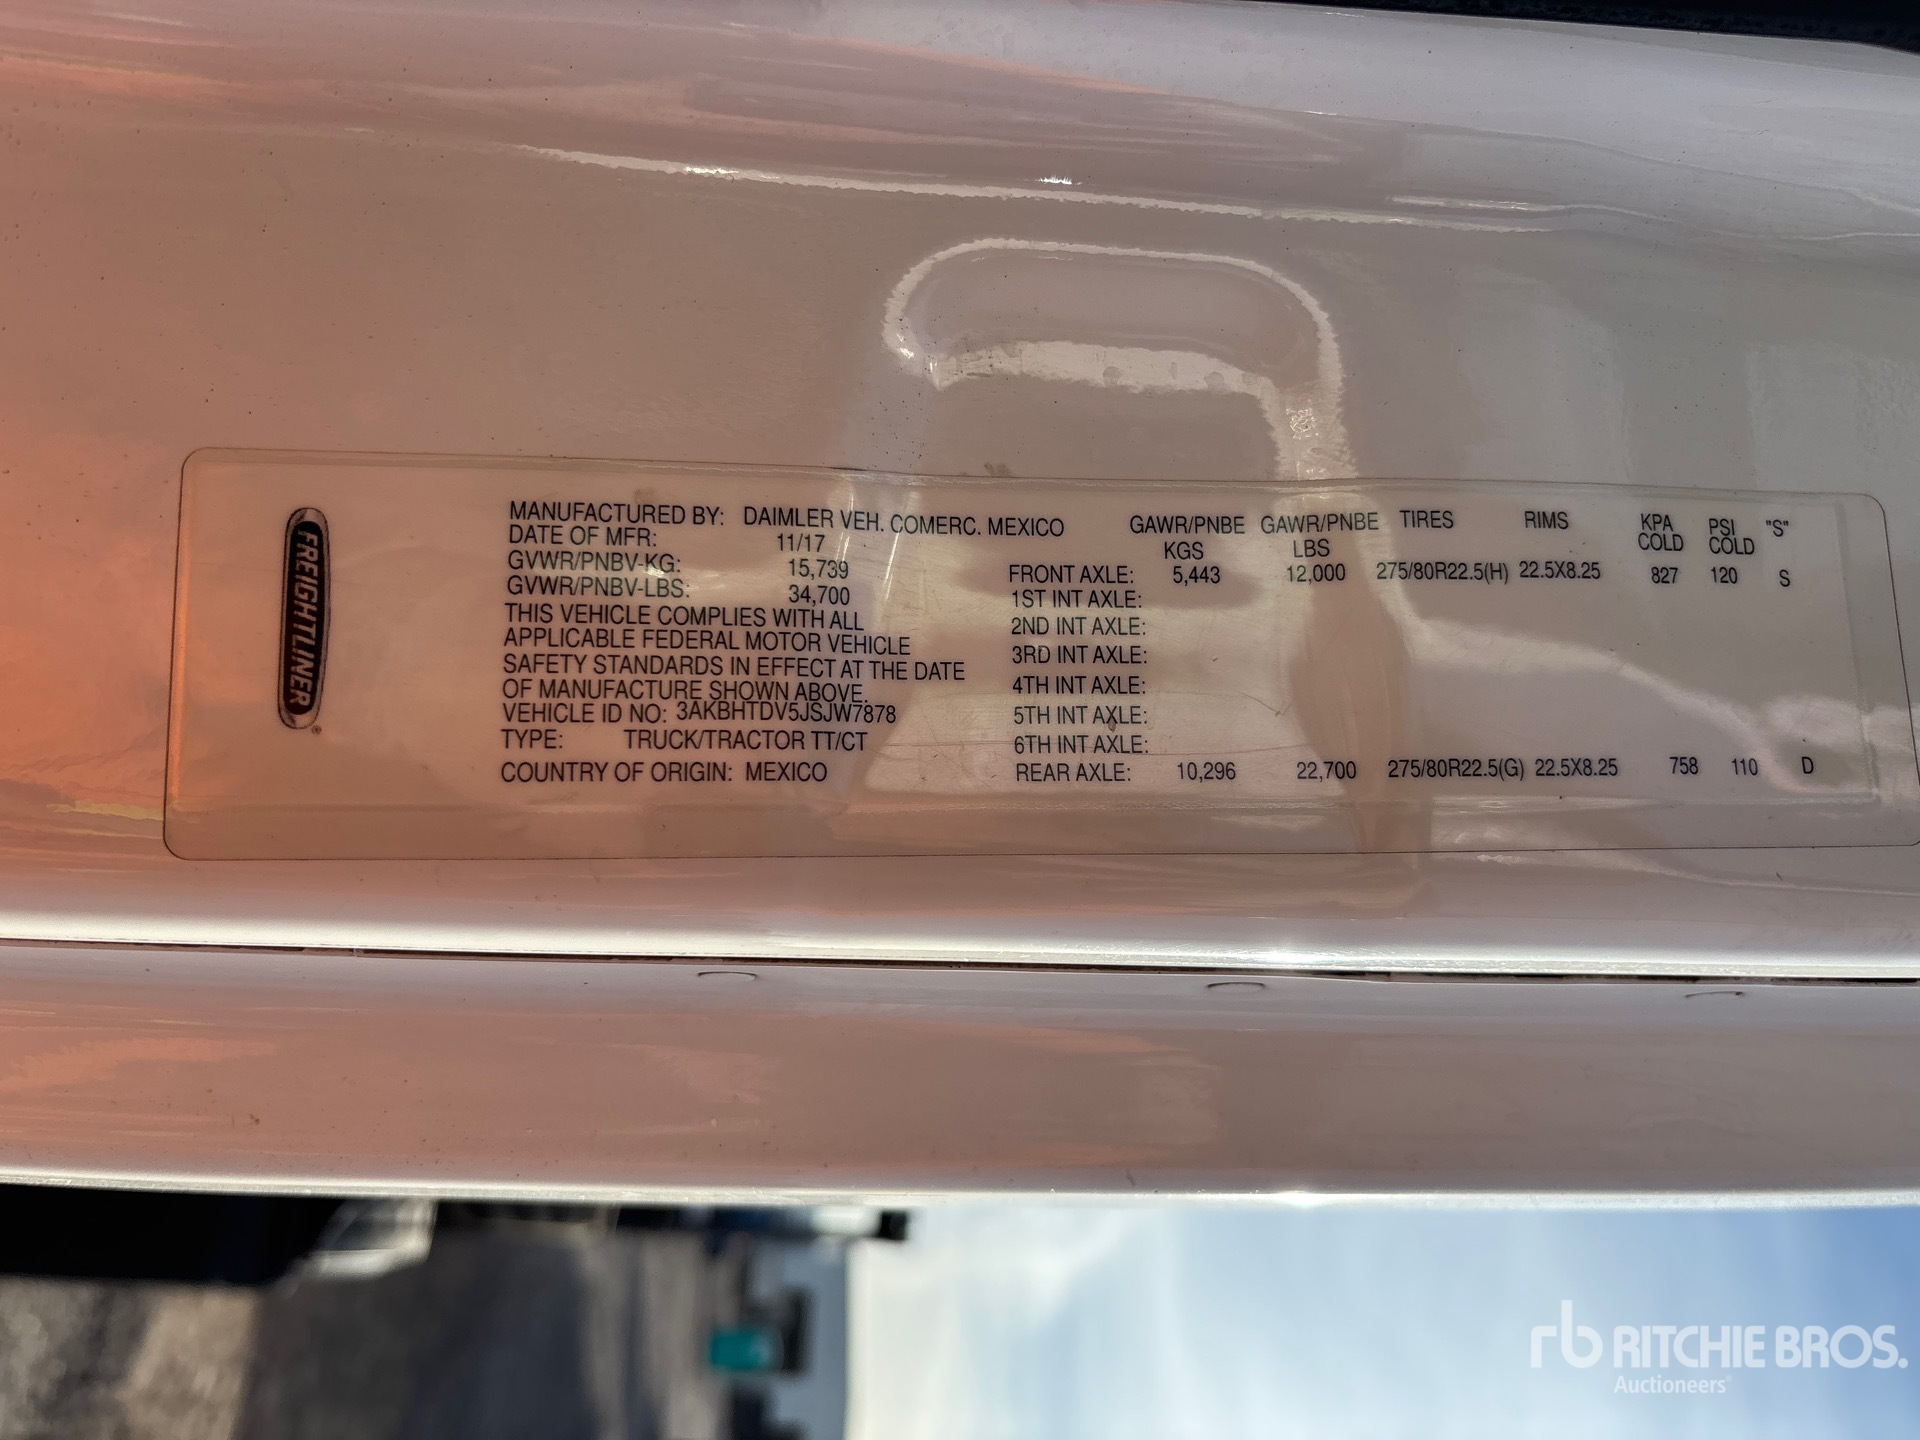 FREIGHTLINER
MANUFACTURED BY: DAIMLER VEH. COMERC. MEXICO
DATE OF MFR: 11/17
GVWR/PNBV-KG: 15,739
GVWR/PNBV-LBS: 34,700
THIS VEHICLE COMPLIES WITH ALL
APPLICABLE FEDERAL MOTOR VEHICLE
SAFETY STANDARDS IN EFFECT AT THE DATE
OF MANUFACTURE SHOWN ABOVE.
VEHICLE ID NO: 3AKBHTDV5JSJW7878
TYPE: TRUCK/TRACTOR TT/CT
COUNTRY OF ORIGIN: MEXICO
GAWR/PNBE GAWR/PNBE TIRES RIMS KPA PSI "S"
KGS LBS COLD COLD
FRONT AXLE: 5,443 12,000 275/80R22.5(H) 22.5X8.25 827 120 S
1ST INT AXLE:
2ND INT AXLE:
3RD INT AXLE:
4TH INT AXLE:
5TH INT AXLE:
6TH INT AXLE:
REAR AXLE: 10,296 22,700 275/80R22.5(G) 22.5X8.25 758 110 D
rb RITCHIE BROS.
Auctioneers